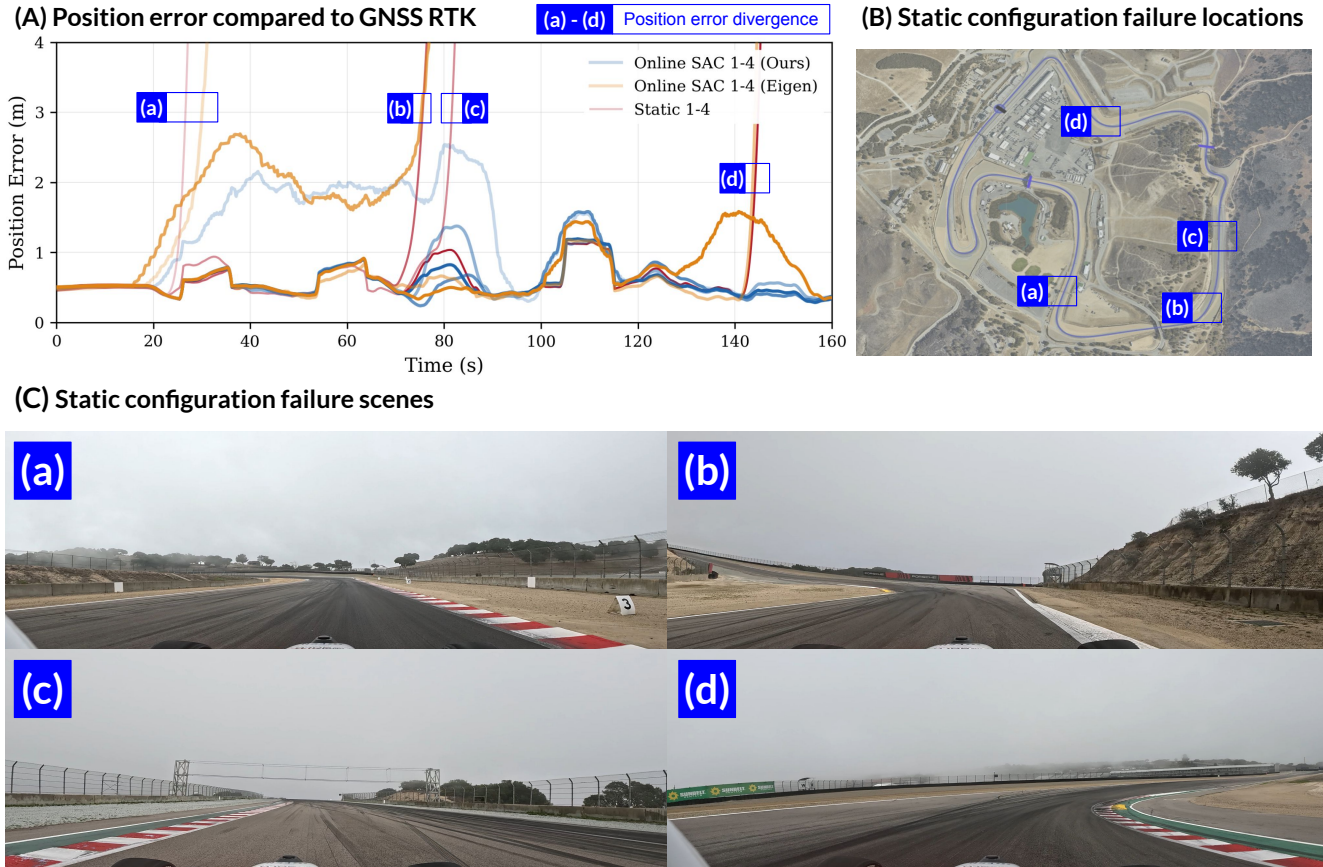 (A) Position error compared to GNSS RTK
(a) - (d) Position error divergence
(B) Static configuration failure locations
4
3
2
1
0
Position Error (m)
0 20 40 60 80 100 120 140 160
Time (s)
Online SAC 1-4 (Ours)
Online SAC 1-4 (Eigen)
Static 1-4
(a)
(b)
(c)
(d)
(d)
(c)
(a)
(b)
(C) Static configuration failure scenes
(a)
3
(b)
(c)
(d)